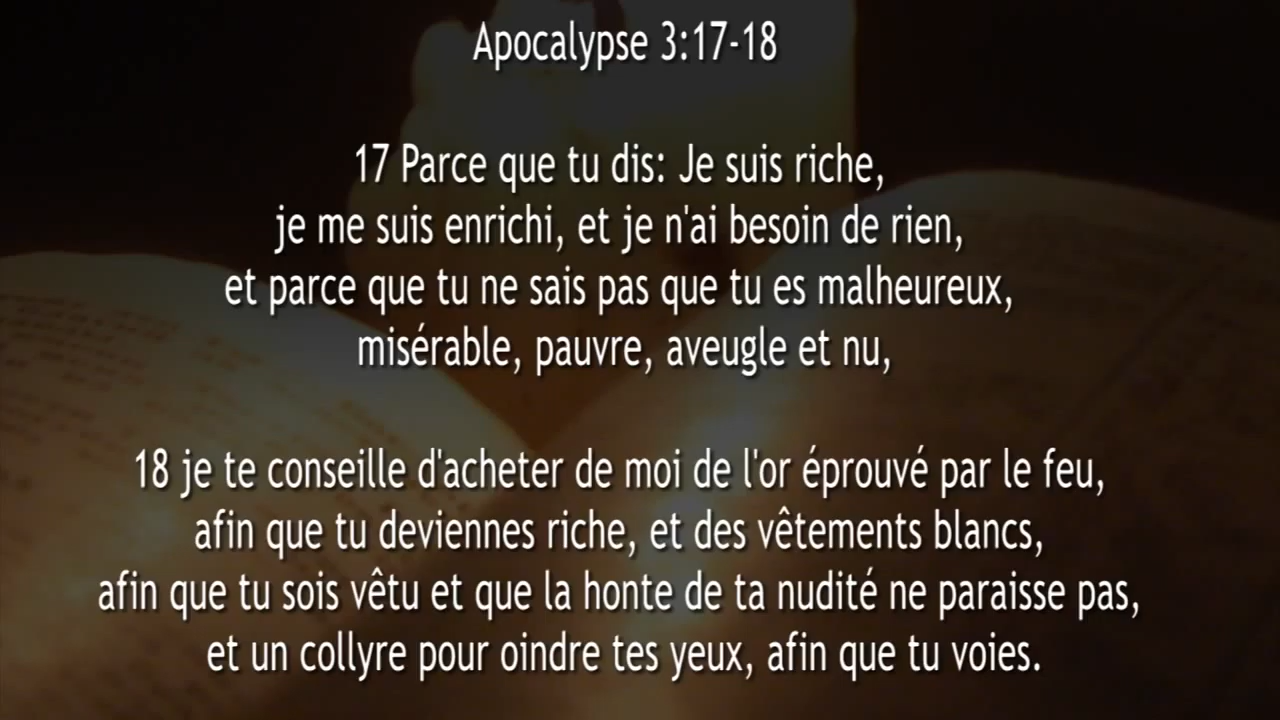 Apocalypse 3:17-18
17 Parce que tu dis: Je suis riche,
je me suis enrichi, et je n'ai besoin de rien,
et parce que tu ne sais pas que tu es malheureux,
misérable, pauvre, aveugle et nu,
18 je te conseille d'acheter de moi de l'or éprouvé par le feu,
afin que tu deviennes riche, et des vêtements blancs,
afin que tu sois vêtu et que la honte de ta nudité ne paraisse pas,
et un collyre pour oindre tes yeux, afin que tu voies.